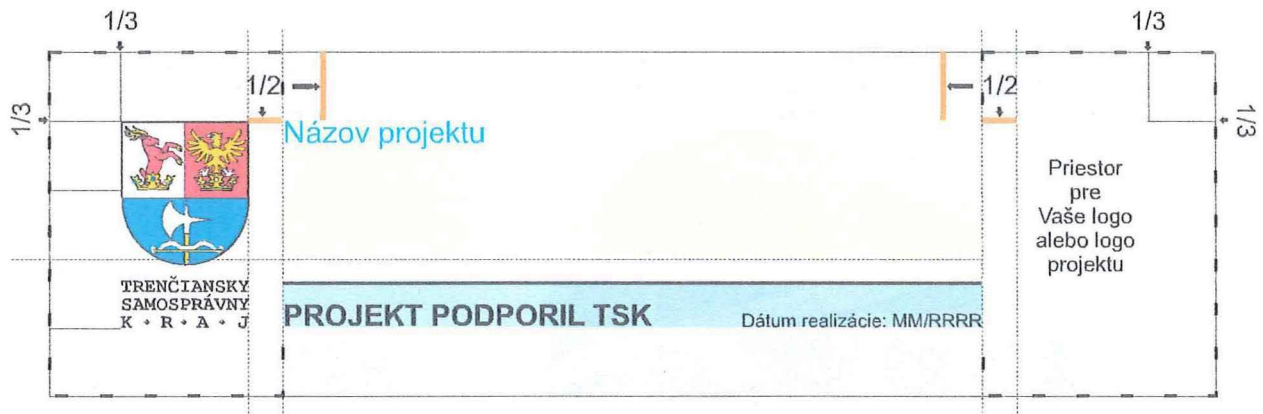 1/3
1/3
1/2
1/2
1/3
1/3
Názov projektu
Priestor
pre
Vaše logo
alebo logo
projektu
TRENČIANSKY
SAMOSPRÁVNY
K · R · A · J
PROJEKT PODPORIL TSK
Dátum realizácie: MM/RRRR